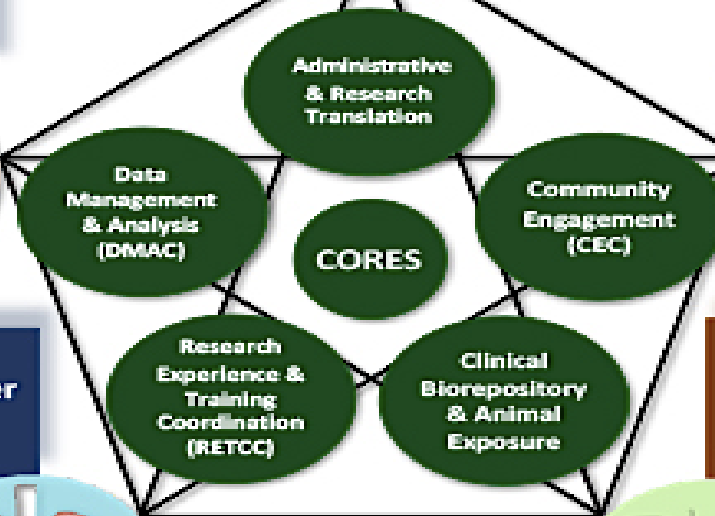 Administrative
& Research
Translation
Data
Management
& Analysis
(DMAC)
Community
Engagement
(CEC)
CORES
Research
Experience &
Training
Coordination
(RETCC)
Clinical
Biorepository
& Animal
Exposure